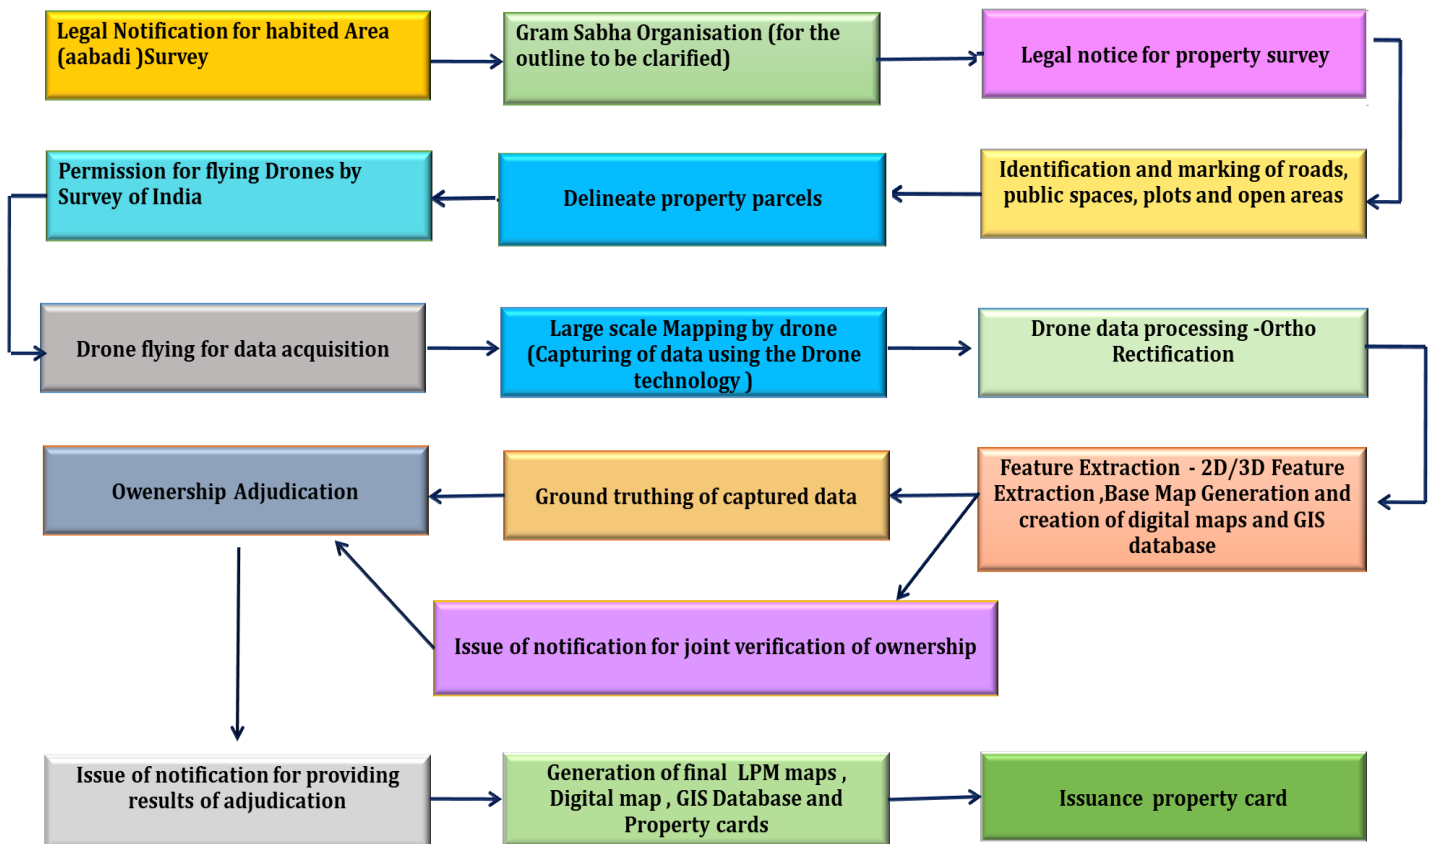 Legal Notification for habited Area
(aabadi )Survey
Gram Sabha Organisation (for the
outline to be clarified)
Legal notice for property survey
Permission for flying Drones by
Survey of India
Delineate property parcels
Identification and marking of roads,
public spaces, plots and open areas
Drone flying for data acquisition
Large scale Mapping by drone
(Capturing of data using the Drone
technology )
Drone data processing -Ortho
Rectification
Owenership Adjudication
Ground truthing of captured data
Feature Extraction - 2D/3D Feature
Extraction ,Base Map Generation and
creation of digital maps and GIS
database
Issue of notification for joint verification of ownership
Issue of notification for providing
results of adjudication
Generation of final LPM maps ,
Digital map , GIS Database and
Property cards
Issuance property card